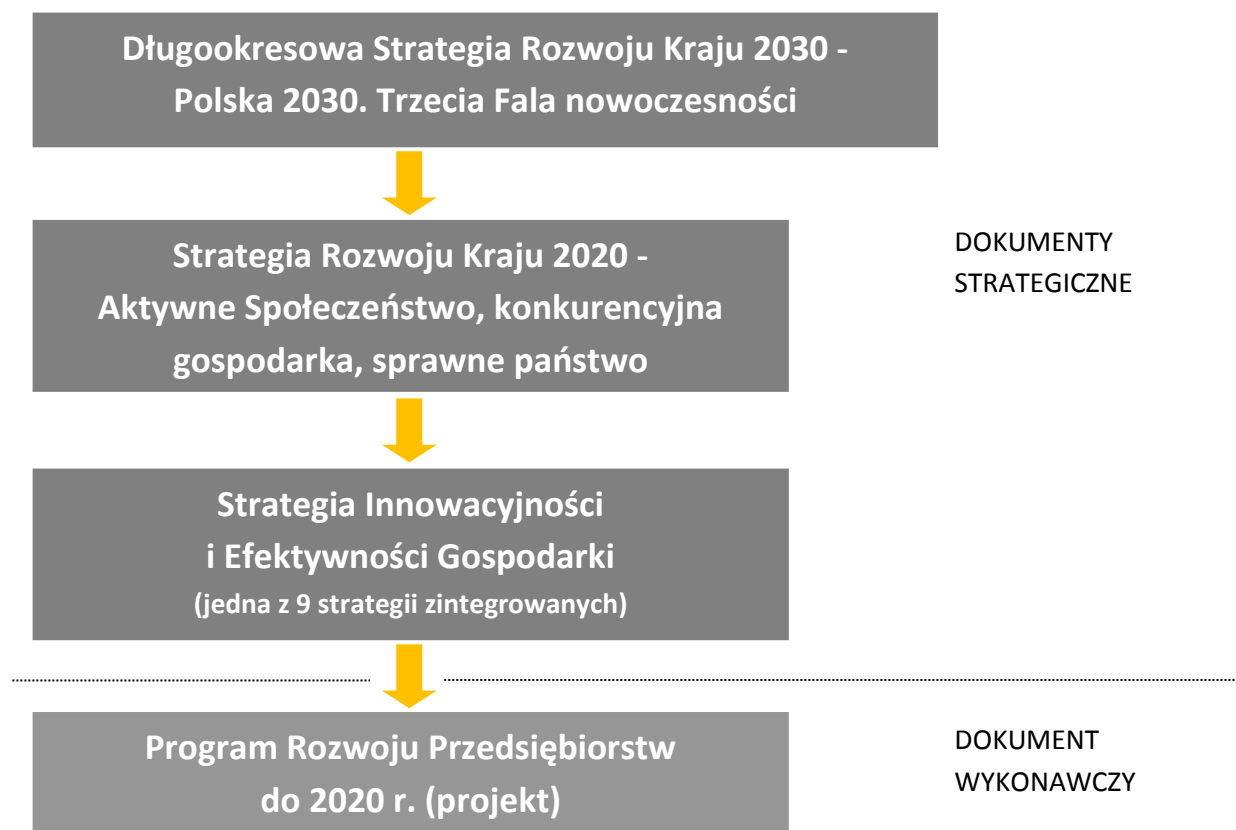 Długookresowa Strategia Rozwoju Kraju 2030 -
Polska 2030. Trzecia Fala nowoczesności
Strategia Rozwoju Kraju 2020 -
Aktywne Społeczeństwo, konkurencyjna
gospodarka, sprawne państwo
DOKUMENTY
STRATEGICZNE
Strategia Innowacyjności
i Efektywności Gospodarki
(jedna z 9 strategii zintegrowanych)
Program Rozwoju Przedsiębiorstw
do 2020 r. (projekt)
DOKUMENT
WYKONAWCZY